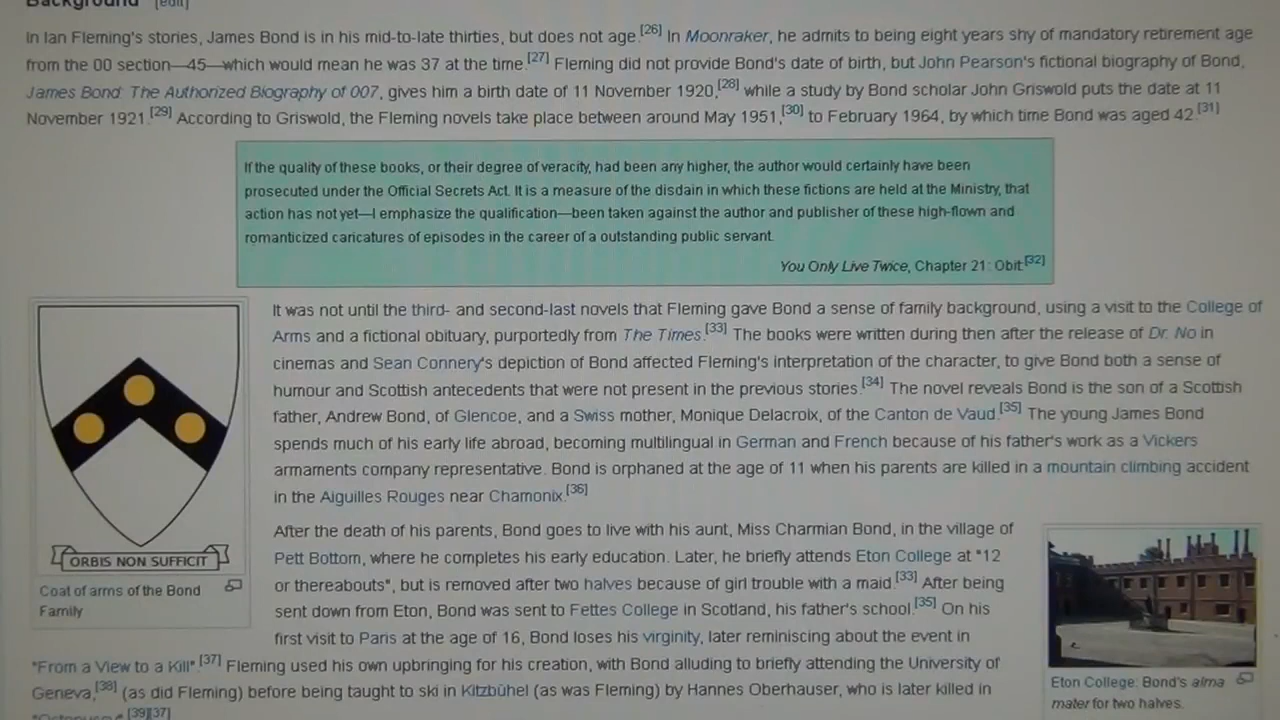 Background [edit]
In Ian Fleming's stories, James Bond is in his mid-to-late thirties, but does not age.[26] In Moonraker, he admits to being eight years shy of mandatory retirement age
from the 00 section—45—which would mean he was 37 at the time.[27] Fleming did not provide Bond's date of birth, but John Pearson's fictional biography of Bond,
James Bond: The Authorized Biography of 007, gives him a birth date of 11 November 1920,[28] while a study by Bond scholar John Griswold puts the date at 11
November 1921.[29] According to Griswold, the Fleming novels take place between around May 1951,[30] to February 1964, by which time Bond was aged 42.[31]
If the quality of these books, or their degree of veracity, had been any higher, the author would certainly have been
prosecuted under the Official Secrets Act. It is a measure of the disdain in which these fictions are held at the Ministry, that
action has not yet—I emphasize the qualification—been taken against the author and publisher of these high-flown and
romanticized caricatures of episodes in the career of a outstanding public servant.
You Only Live Twice, Chapter 21: Obit:[32]
It was not until the third- and second-last novels that Fleming gave Bond a sense of family background, using a visit to the College of
Arms and a fictional obituary, purportedly from The Times.[33] The books were written during then after the release of Dr. No in
cinemas and Sean Connery's depiction of Bond affected Fleming's interpretation of the character, to give Bond both a sense of
humour and Scottish antecedents that were not present in the previous stories.[34] The novel reveals Bond is the son of a Scottish
father, Andrew Bond, of Glencoe, and a Swiss mother, Monique Delacroix, of the Canton de Vaud.[35] The young James Bond
spends much of his early life abroad, becoming multilingual in German and French because of his father's work as a Vickers
armaments company representative. Bond is orphaned at the age of 11 when his parents are killed in a mountain climbing accident
in the Aiguilles Rouges near Chamonix.[36]
ORBIS NON SUFFICIT
Coat of arms of the Bond
Family
After the death of his parents, Bond goes to live with his aunt, Miss Charmian Bond, in the village of
Pett Bottom, where he completes his early education. Later, he briefly attends Eton College at "12
or thereabouts", but is removed after two halves because of girl trouble with a maid.[33] After being
sent down from Eton, Bond was sent to Fettes College in Scotland, his father's school.[35] On his
first visit to Paris at the age of 16, Bond loses his virginity, later reminiscing about the event in
"From a View to a Kill".[37] Fleming used his own upbringing for his creation, with Bond alluding to briefly attending the University of
Geneva,[38] (as did Fleming) before being taught to ski in Kitzbühel (as was Fleming) by Hannes Oberhauser, who is later killed in
"Octopussy".[39][37]
Eton College: Bond's alma
mater for two halves.